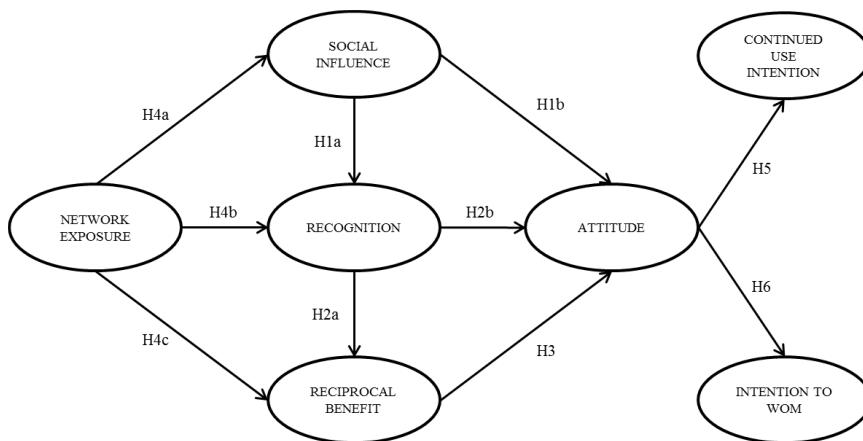 SOCIAL
INFLUENCE
CONTINUED
USE
INTENTION
H4a
H1b
H1a
H5
NETWORK
EXPOSURE
H4b
RECOGNITION
H2b
ATTITUDE
H6
H2a
H4c
H3
RECIPROCAL
BENEFIT
INTENTION TO
WOM